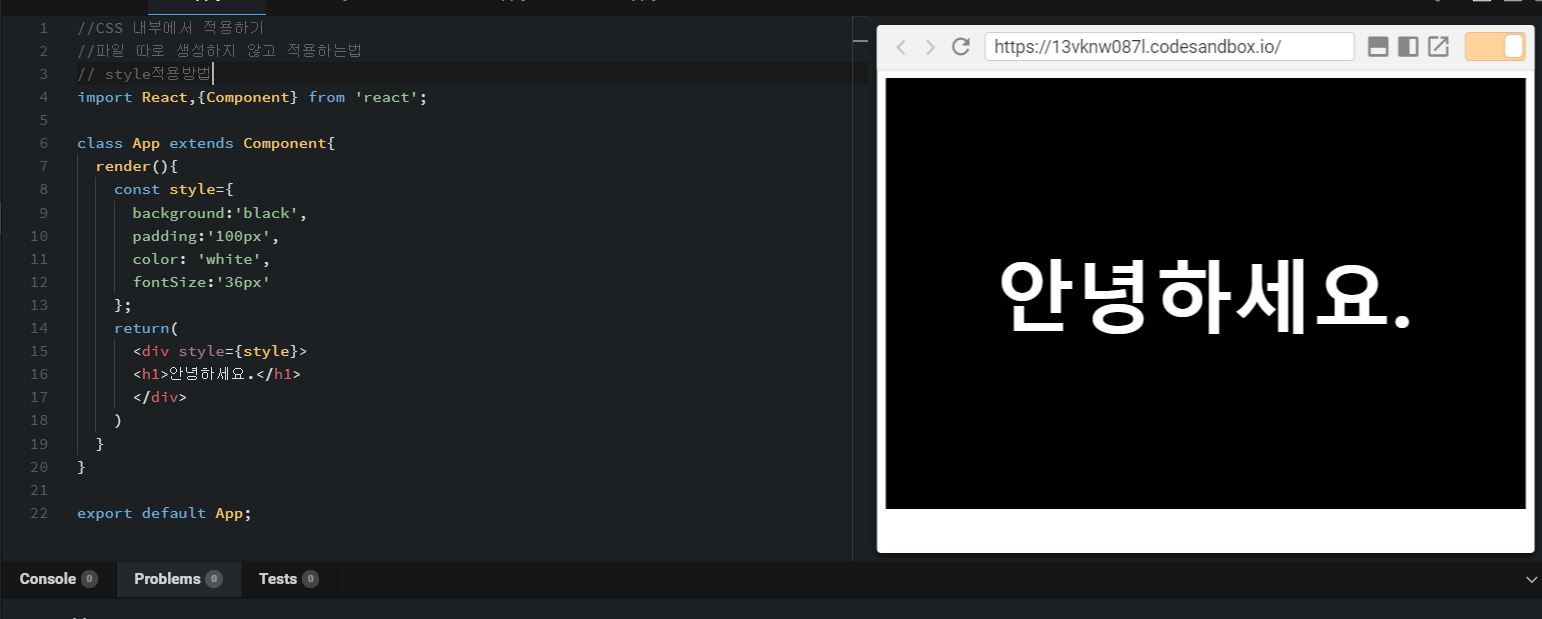 1 //CSS 내부에서 적용하기
2 //파일 따로 생성하지 않고 적용하는법
3 // style적용방법
4 import React,{Component} from 'react';
5
6 class App extends Component{
7 render(){
8 const style={
9 background:'black',
10 padding:'100px',
11 color: 'white',
12 fontSize:'36px'
13 };
14 return(
15 <div style={style}>
16 <h1>안녕하세요.</h1>
17 </div>
18 )
19 }
20 }
21
22 export default App;
https://13vknw087l.codesandbox.io/
안녕하세요.
Console 0 Problems 0 Tests 0